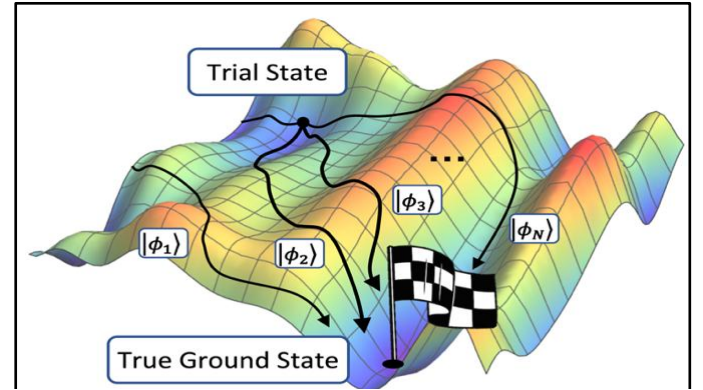 Trial State
...
|ϕ₃⟩
|ϕ₁⟩
|ϕ₂⟩
|ϕ_N⟩
True Ground State